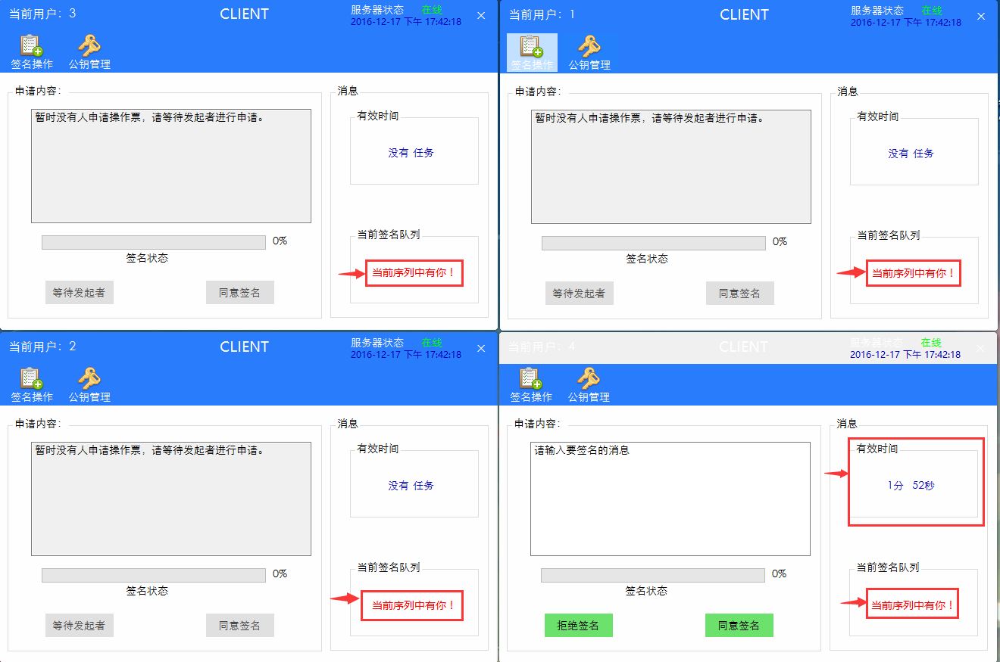 当前用户：3
CLIENT
服务器状态 在线
2016-12-17 下午 17:42:18
签名操作
公钥管理
申请内容：
暂时没有人申请操作票，请等待发起者进行申请。
0%
签名状态
等待发起者
同意签名
消息
有效时间
没有 任务
当前签名队列
当前序列中有你！
当前用户：1
CLIENT
服务器状态 在线
2016-12-17 下午 17:42:18
签名操作
公钥管理
申请内容：
暂时没有人申请操作票，请等待发起者进行申请。
0%
签名状态
等待发起者
同意签名
消息
有效时间
没有 任务
当前签名队列
当前序列中有你！
当前用户：2
CLIENT
服务器状态 在线
2016-12-17 下午 17:42:18
签名操作
公钥管理
申请内容：
暂时没有人申请操作票，请等待发起者进行申请。
0%
签名状态
等待发起者
同意签名
消息
有效时间
没有 任务
当前签名队列
当前序列中有你！
当前用户：4
CLIENT
服务器状态 在线
2016-12-17 下午 17:42:18
签名操作
公钥管理
申请内容：
请输入要签名的消息
0%
签名状态
拒绝签名
同意签名
消息
有效时间
1分 52秒
当前签名队列
当前序列中有你！